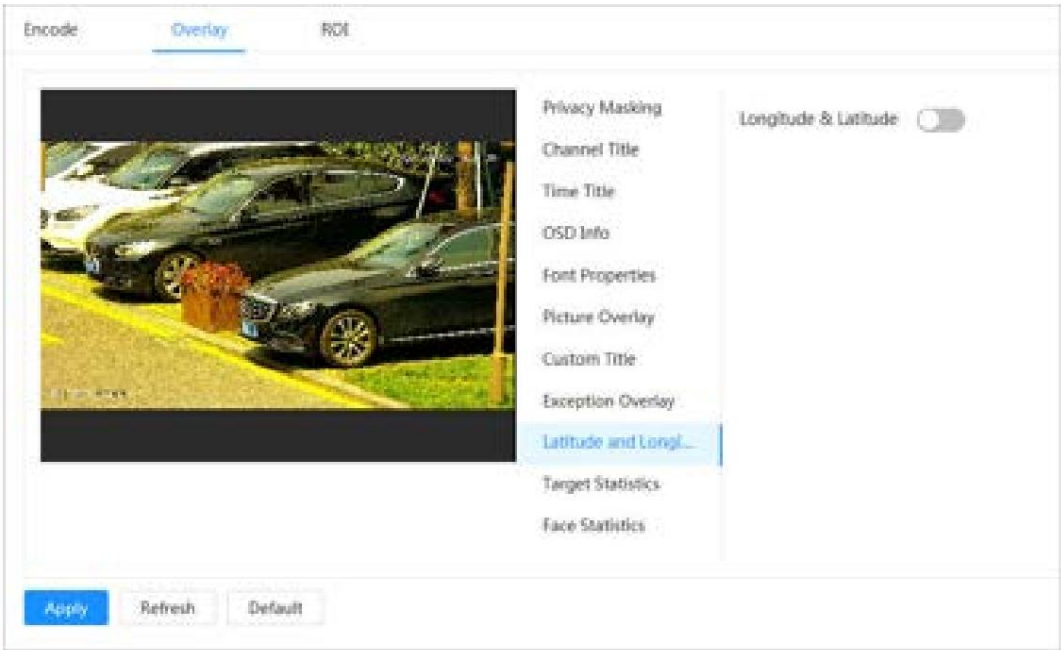 Encode Overlay ROI
Privacy Masking
Longitude & Latitude
Channel Title
Time Title
OSD Info
Font Properties
Picture Overlay
Custom Title
Exception Overlay
Latitude and Longi...
Target Statistics
Face Statistics
Apply Refresh Default